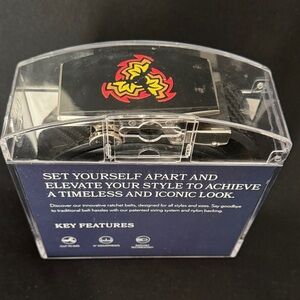 SET YOURSELF APART AND
ELEVATE YOUR STYLE TO ACHIEVE
A TIMELESS AND ICONIC LOOK.
Discover our innovative ratchet belts, designed for all styles and sizes. Say goodbye
to traditional belt hassles with our patented sizing system and nylon backing.
KEY FEATURES